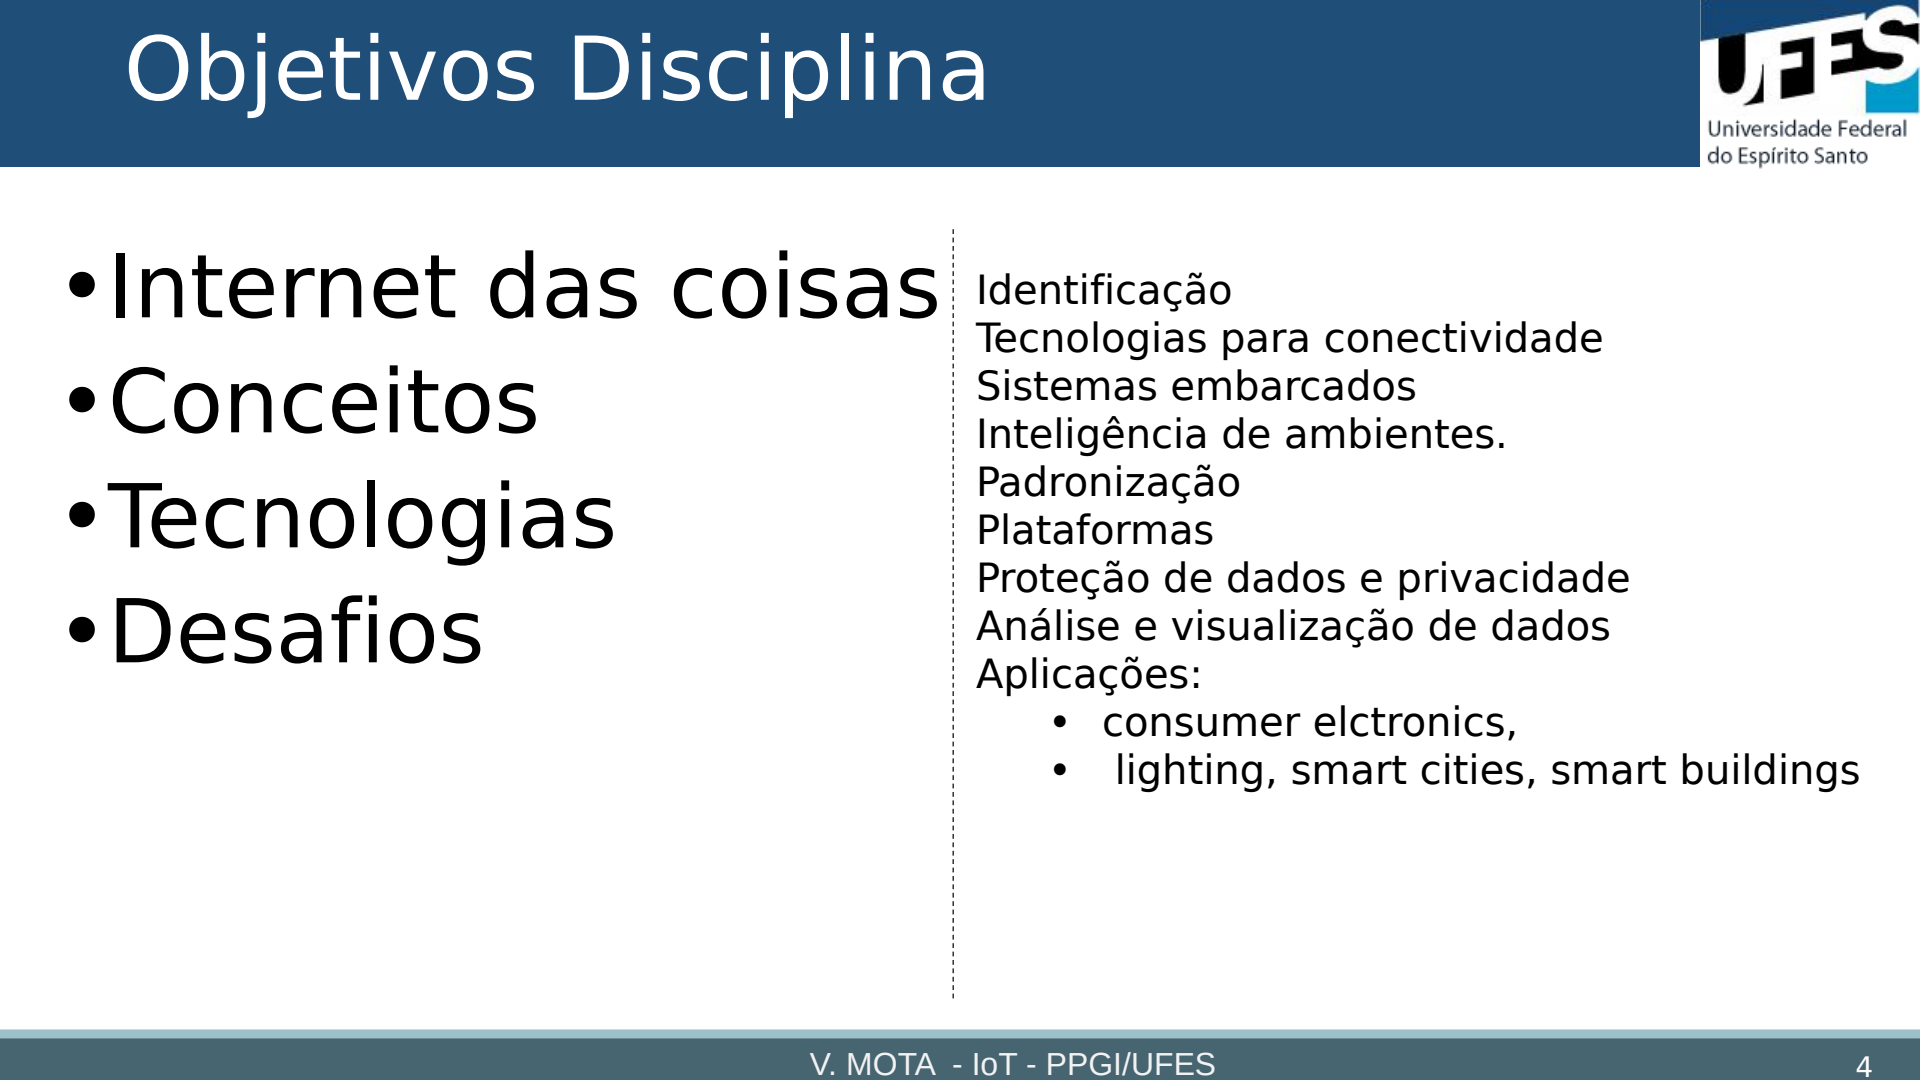 Objetivos Disciplina
UFES
Universidade Federal
do Espírito Santo
•Internet das coisas
•Conceitos
•Tecnologias
•Desafios
Identificação
Tecnologias para conectividade
Sistemas embarcados
Inteligência de ambientes.
Padronização
Plataformas
Proteção de dados e privacidade
Análise e visualização de dados
Aplicações:
• consumer elctronics,
• lighting, smart cities, smart buildings
V. MOTA - IoT - PPGI/UFES
4